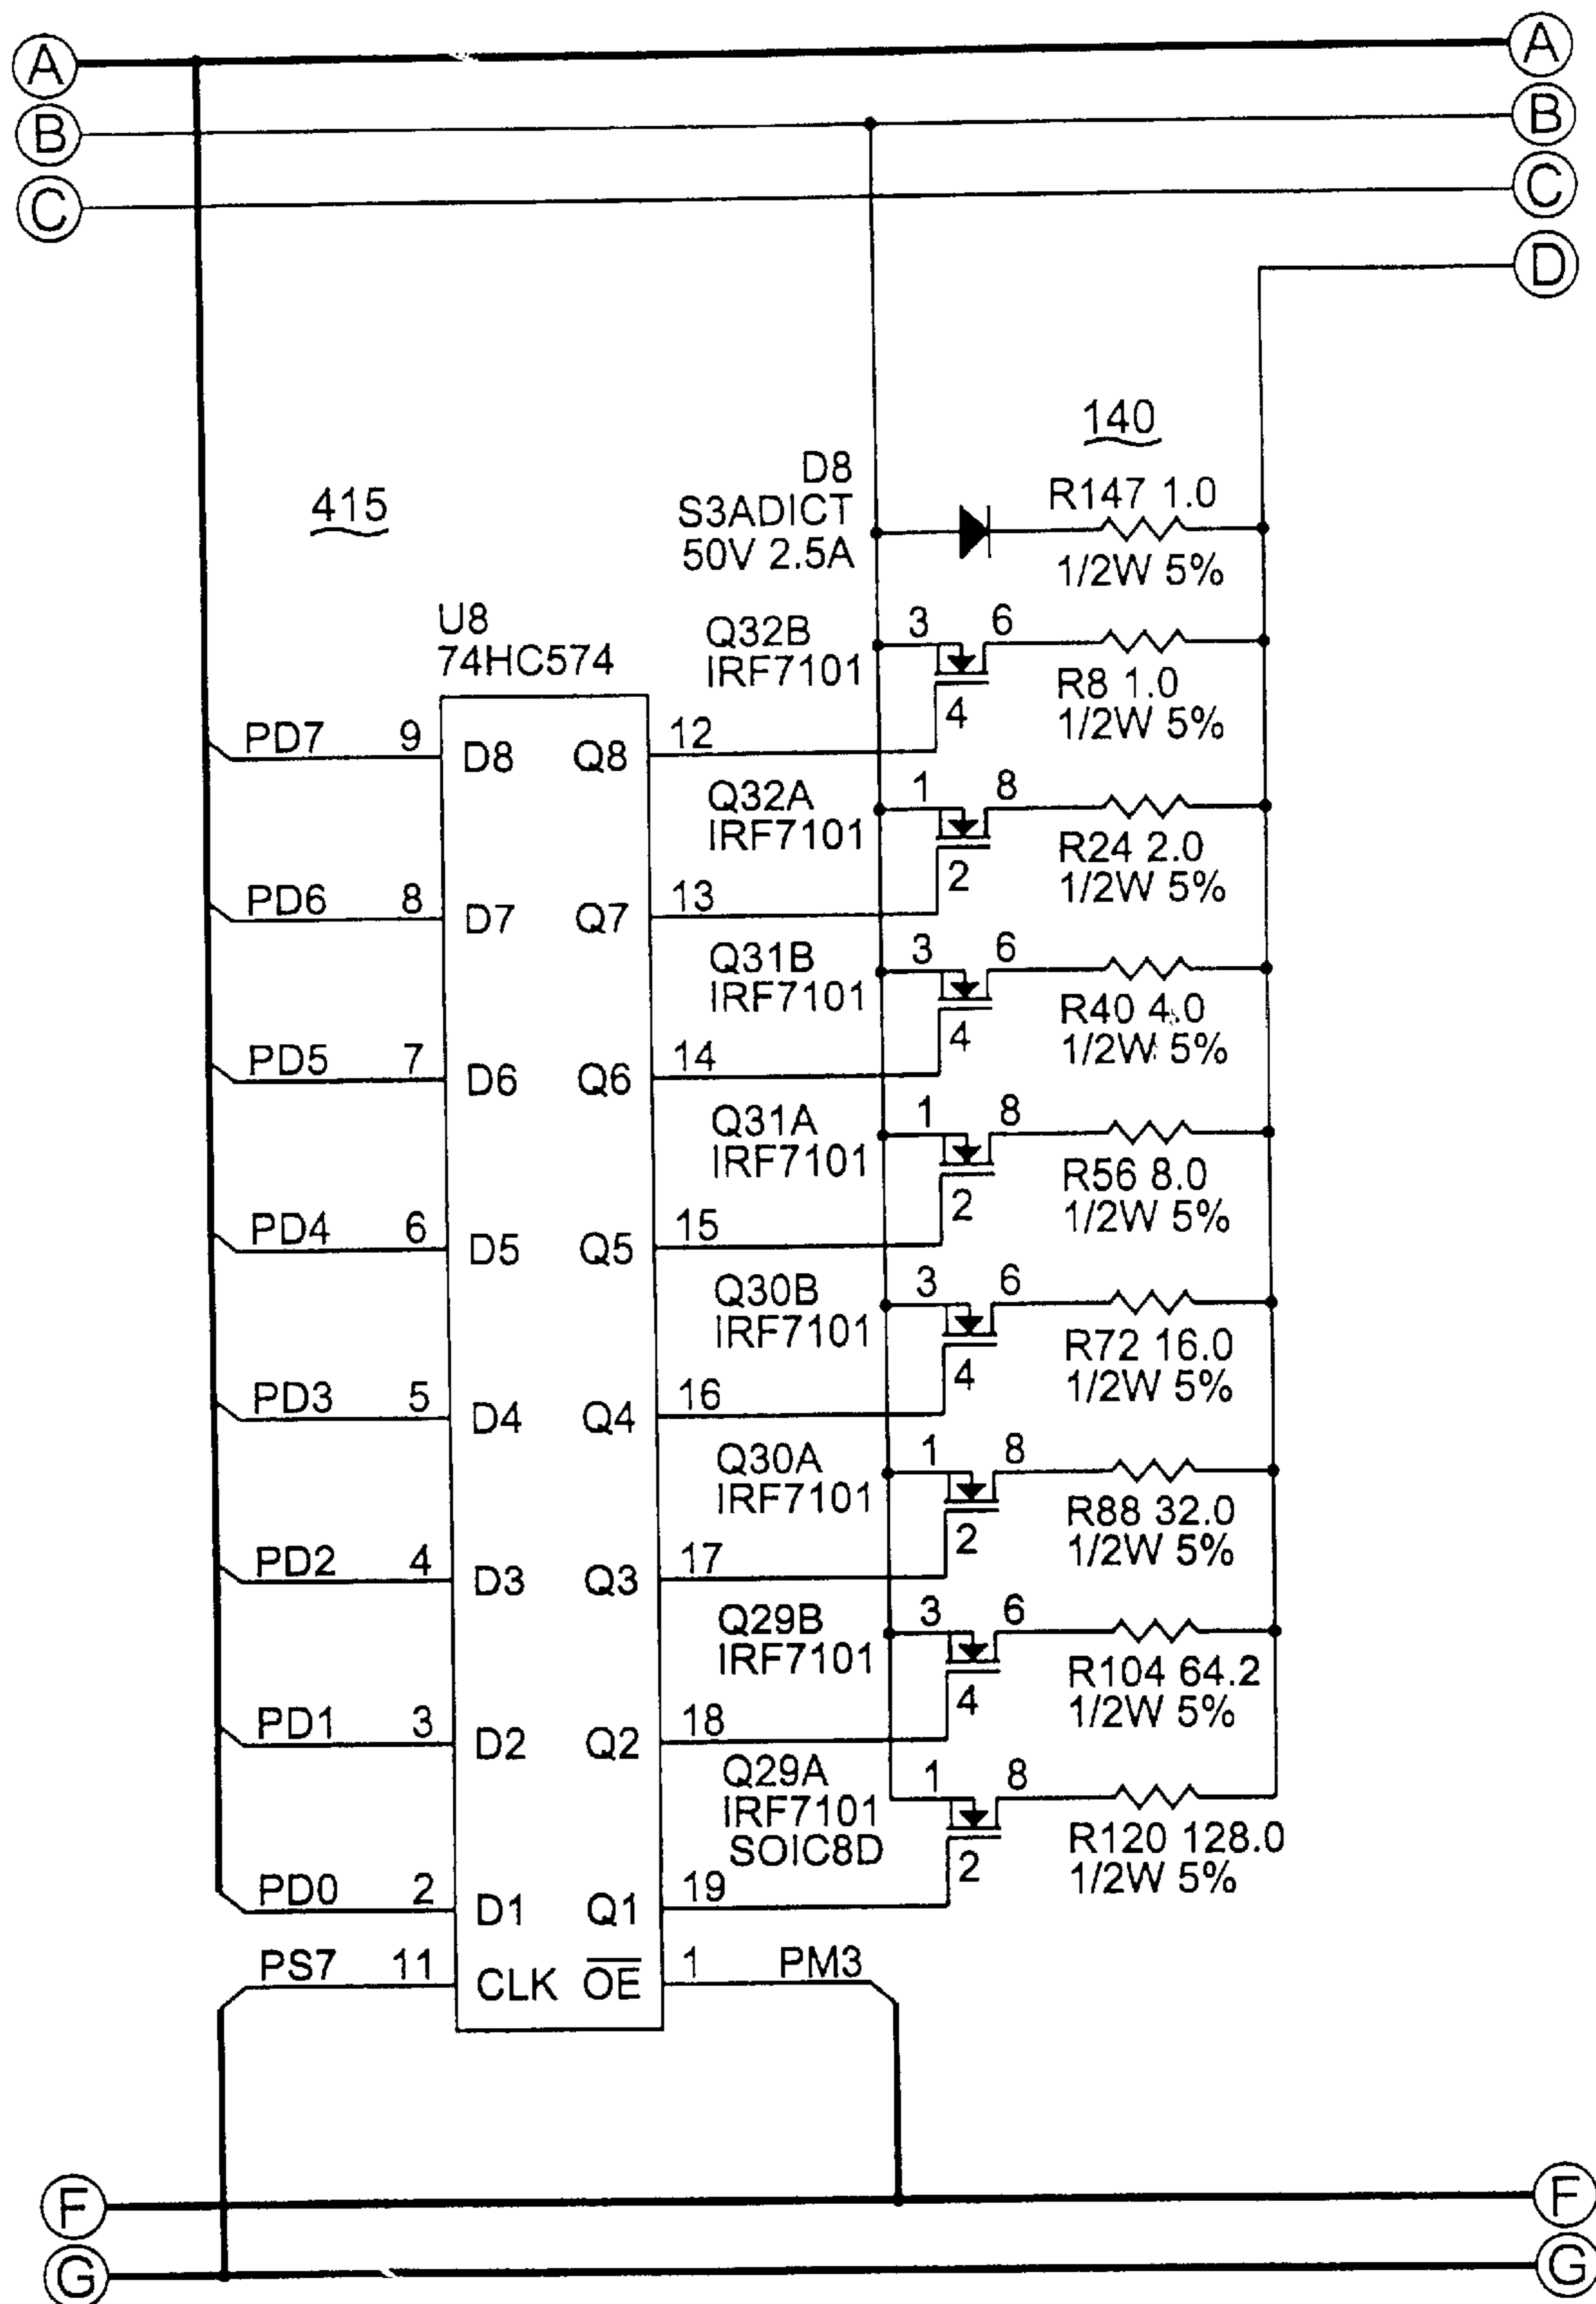 A A
B B
C C
D
140
415
D8
S3ADICT
50V 2.5A
R147 1.0
1/2W 5%
U8
74HC574
Q32B
IRF7101
3 6
4
R8 1.0
1/2W 5%
PD7 9 D8 Q8 12
Q32A
IRF7101
1 8
2
R24 2.0
1/2W 5%
PD6 8 D7 Q7 13
Q31B
IRF7101
3 6
4
R40 4.0
1/2W 5%
PD5 7 D6 Q6 14
Q31A
IRF7101
1 8
2
R56 8.0
1/2W 5%
PD4 6 D5 Q5 15
Q30B
IRF7101
3 6
4
R72 16.0
1/2W 5%
PD3 5 D4 Q4 16
Q30A
IRF7101
1 8
2
R88 32.0
1/2W 5%
PD2 4 D3 Q3 17
Q29B
IRF7101
3 6
4
R104 64.2
1/2W 5%
PD1 3 D2 Q2 18
Q29A
IRF7101
SOIC8D
1 8
2
R120 128.0
1/2W 5%
PD0 2 D1 Q1 19
PS7 11 CLK OE 1 PM3
F F
G G